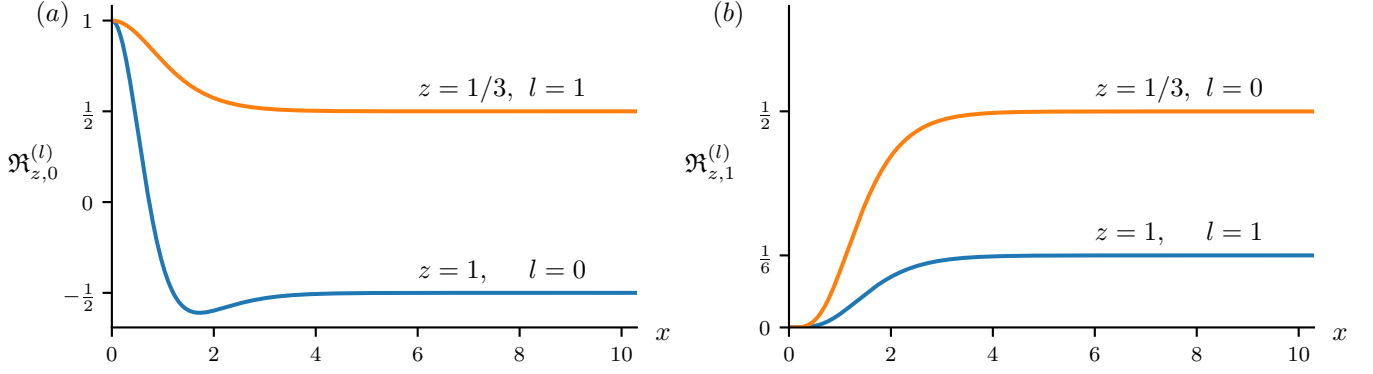 (a)
1
1/2
0
−1/2
ℜ_{z,0}^{(l)}
z = 1/3, l = 1
z = 1, l = 0
0 2 4 6 8 10
x
(b)
1/2
1/6
0
ℜ_{z,1}^{(l)}
z = 1/3, l = 0
z = 1, l = 1
0 2 4 6 8 10
x